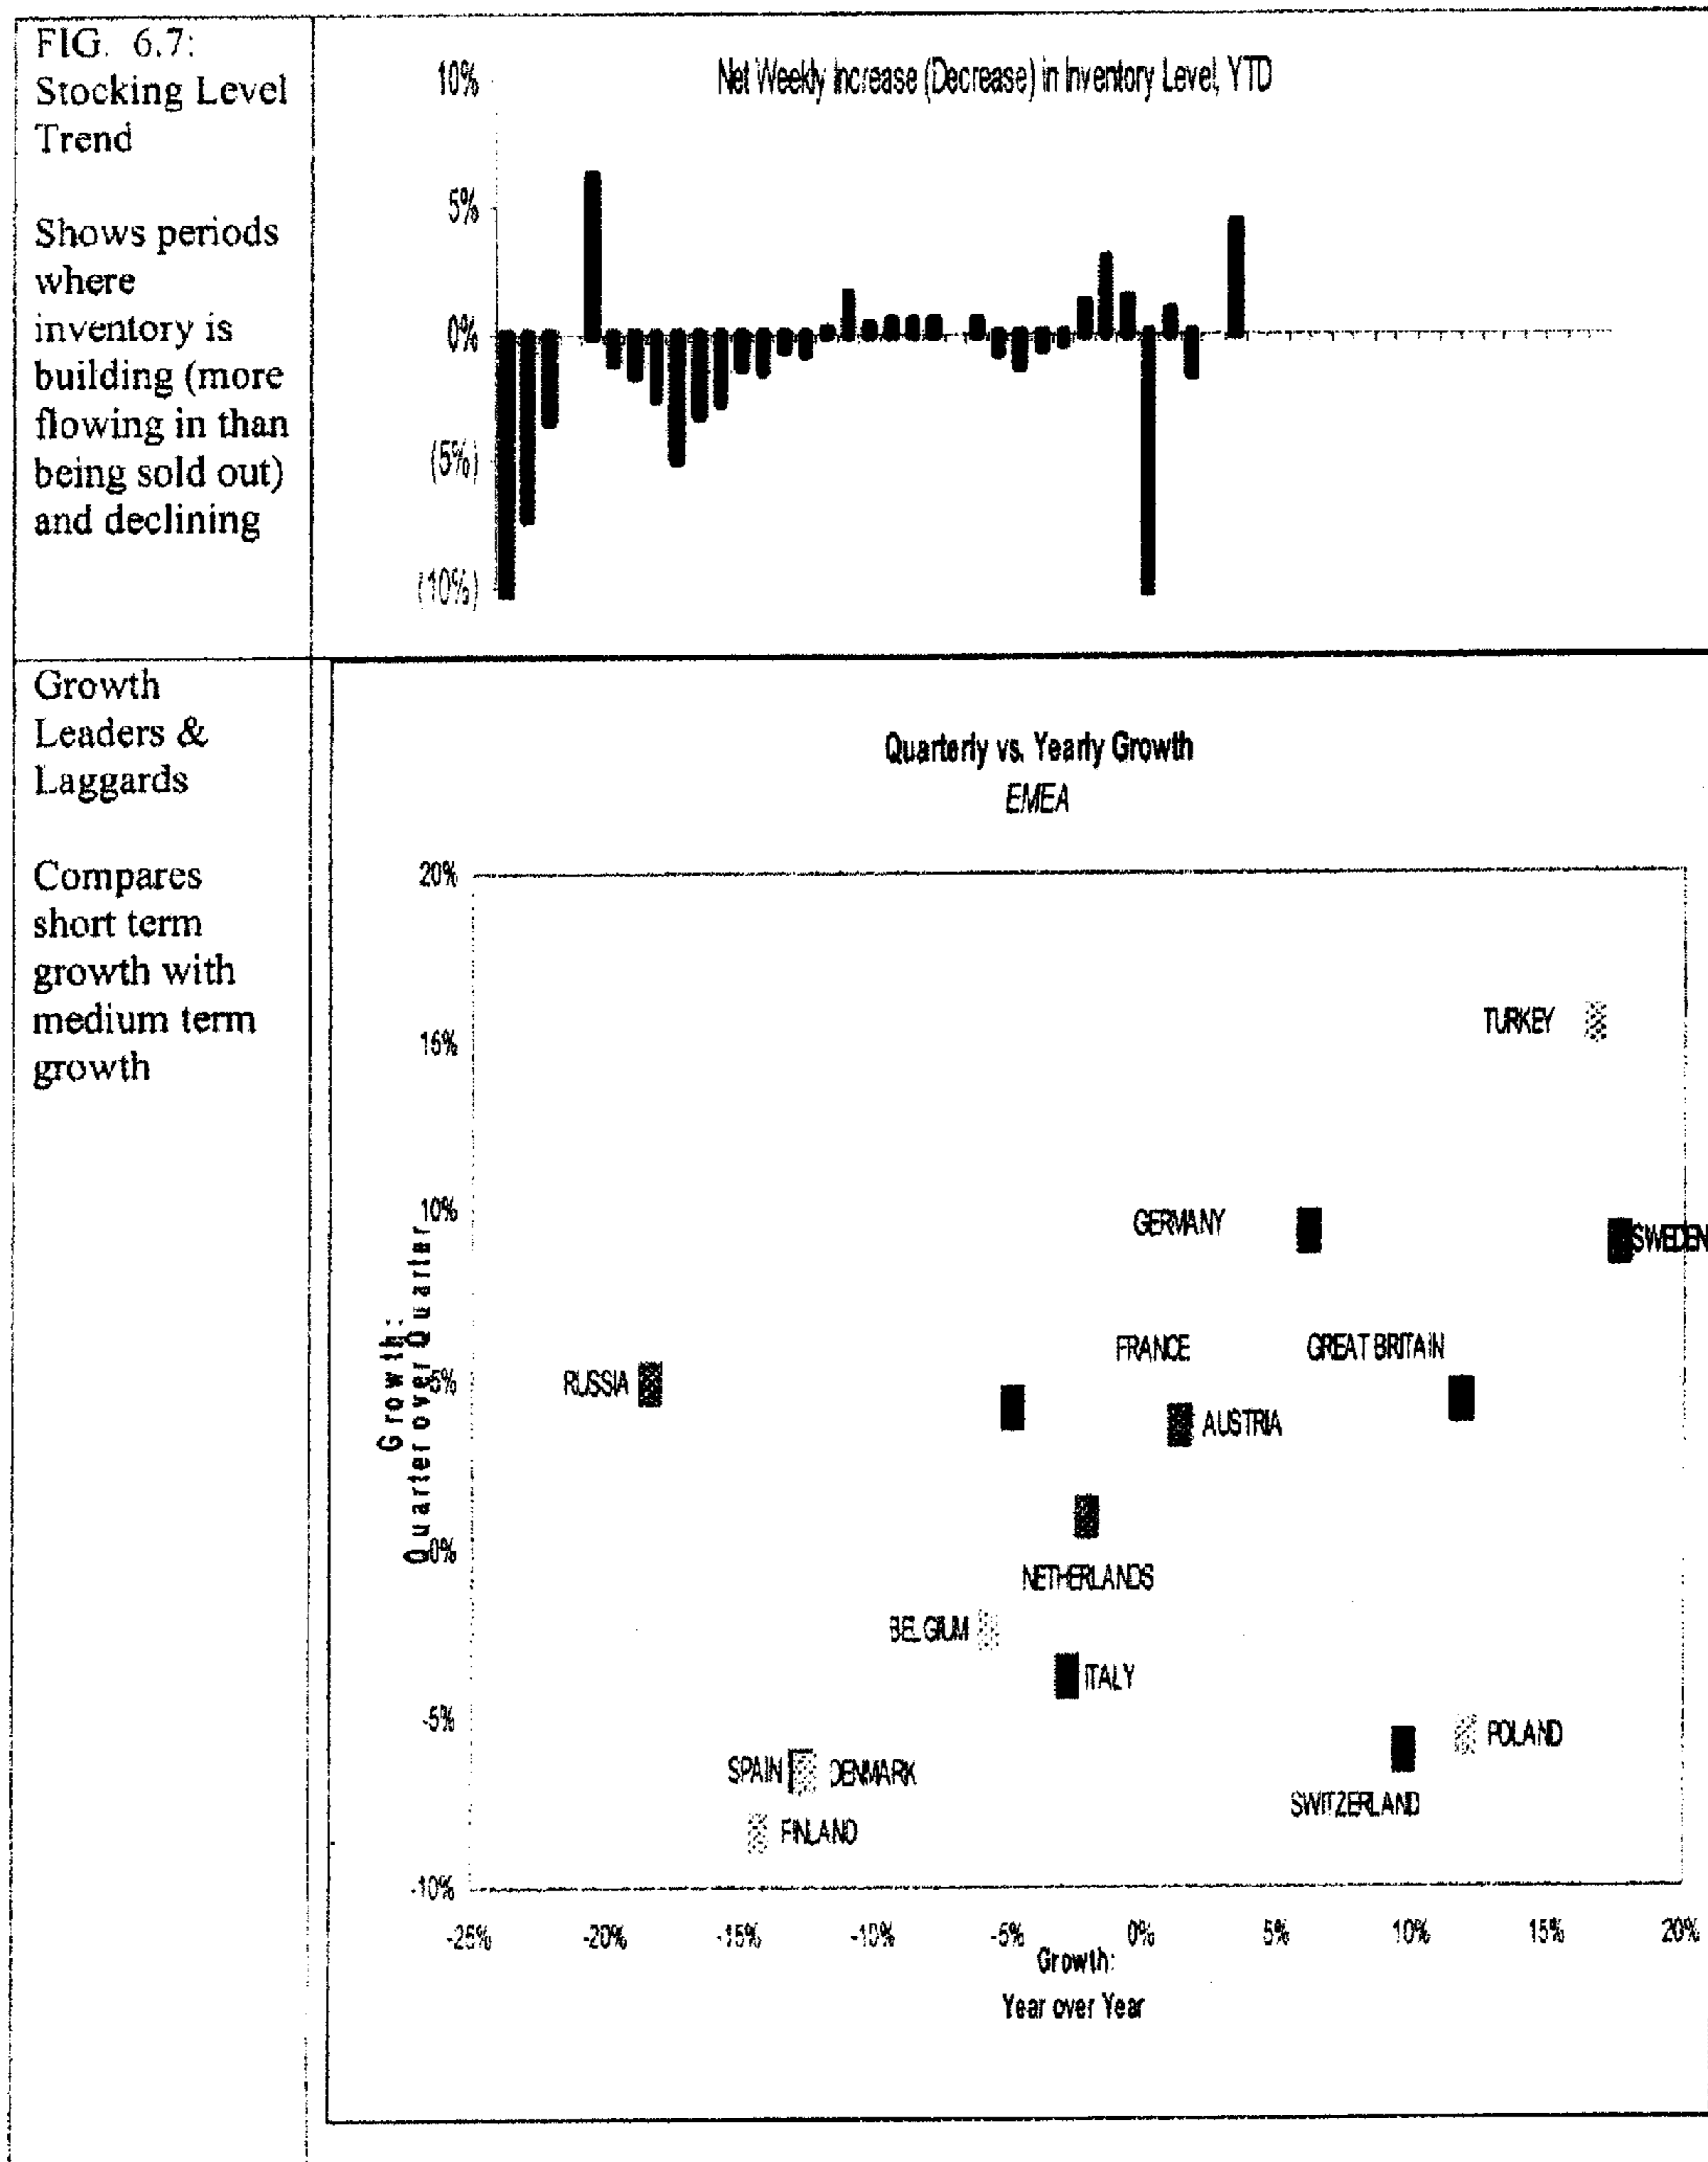 FIG. 6.7:
Stocking Level
Trend
Shows periods
where
inventory is
building (more
flowing in than
being sold out)
and declining
Net Weekly Increase (Decrease) in Inventory Level, YTD
10%
5%
0%
(5%)
(10%)
Growth
Leaders &
Laggards
Compares
short term
growth with
medium term
growth
Quarterly vs. Yearly Growth
EMEA
20%
15%
10%
5%
0%
-5%
-10%
Growth:
Quarter over Quarter
TURKEY
GERMANY
SWEDEN
FRANCE
GREAT BRITAIN
RUSSIA
AUSTRIA
NETHERLANDS
BELGIUM
ITALY
POLAND
SPAIN
DENMARK
SWITZERLAND
FINLAND
-25%
-20%
-15%
-10%
-5%
0%
5%
10%
15%
20%
Growth:
Year over Year